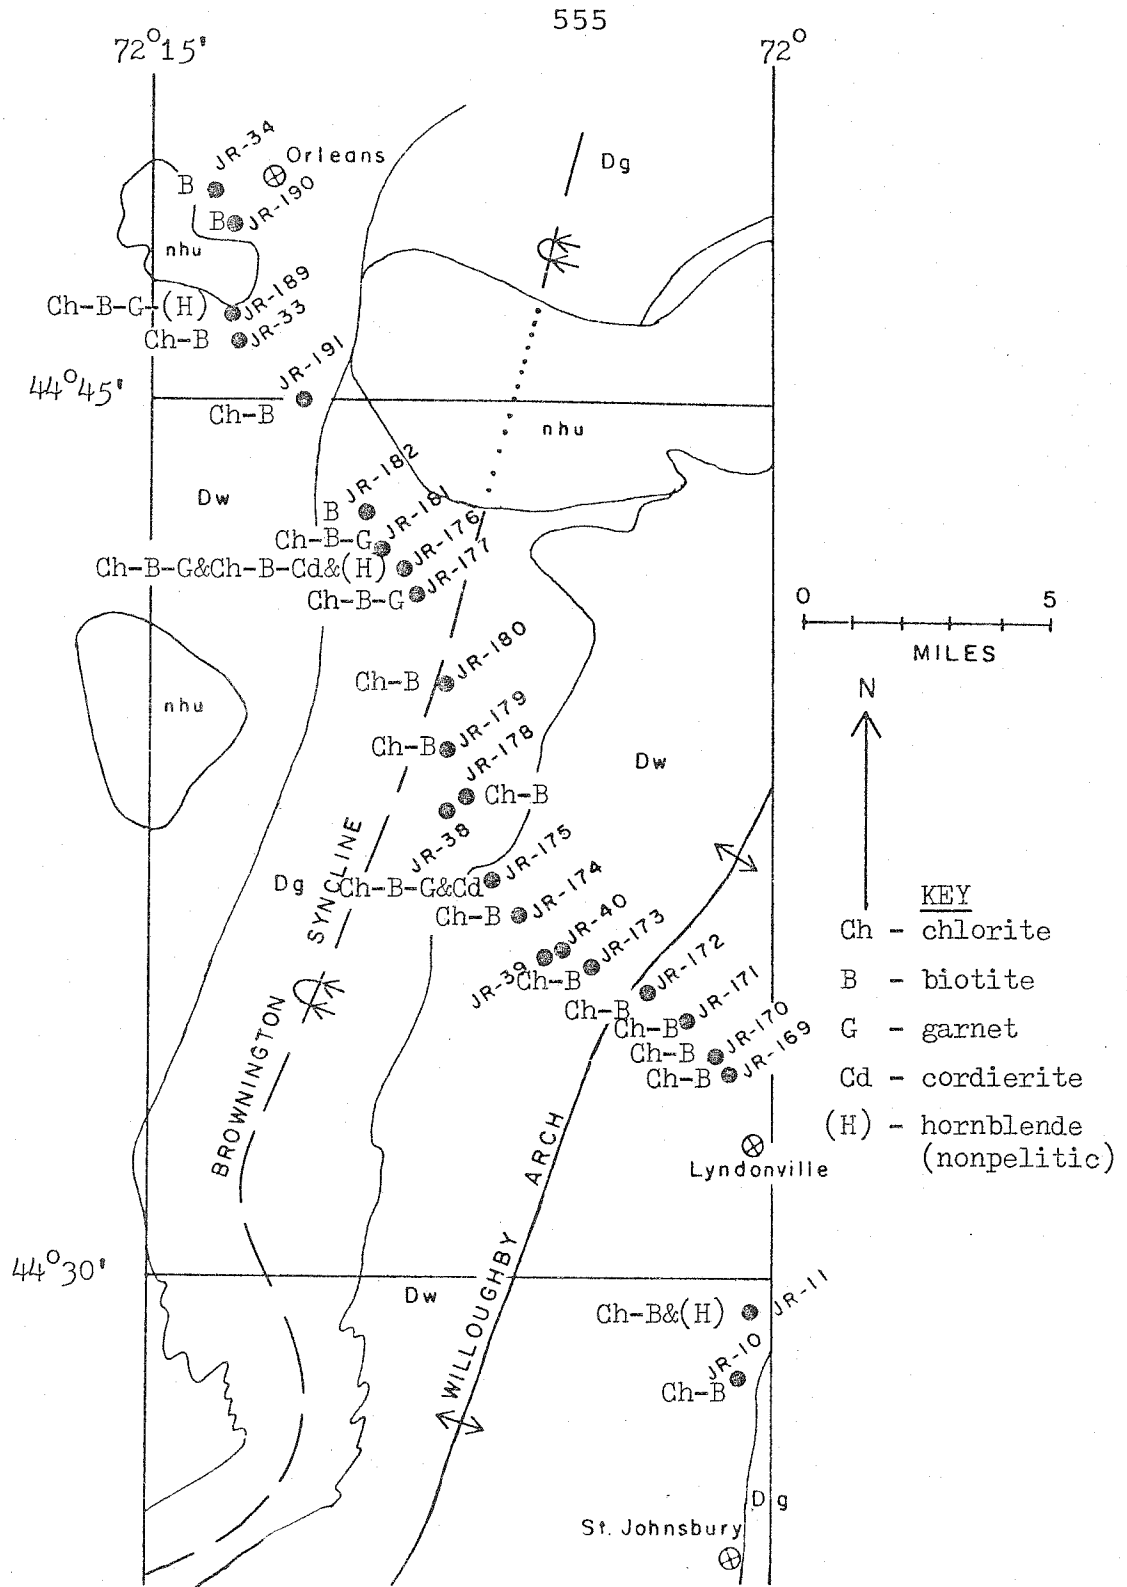 555
72°15'
72°
JR-34
Orleans
Dg
B
B
JR-190
nhu
JR-189
Ch-B-G-(H)
JR-33
Ch-B
JR-191
44°45'
Ch-B
nhu
JR-182
Dw
B
JR-181
Ch-B-G
JR-176
Ch-B-G&Ch-B-Cd&(H)
JR-177
Ch-B-G
0 5
MILES
JR-180
Ch-B
N
nhu
JR-179
Ch-B
JR-178
Dw
Ch-B
JR-38
JR-175
Dg
Ch-B-G&Cd
SYNCLINE
JR-174
Ch-B
JR-40
JR-173
JR-39
Ch-B
JR-172
Ch-B
JR-171
Ch-B
JR-170
Ch-B
JR-169
Ch-B
KEY
Ch - chlorite
B - biotite
G - garnet
Cd - cordierite
(H) - hornblende
(nonpelitic)
BROWNINGTON
ARCH
Lyndonville
WILLOUGHBY
44°30'
Dw
JR-11
Ch-B&(H)
JR-10
Ch-B
Dg
St. Johnsbury